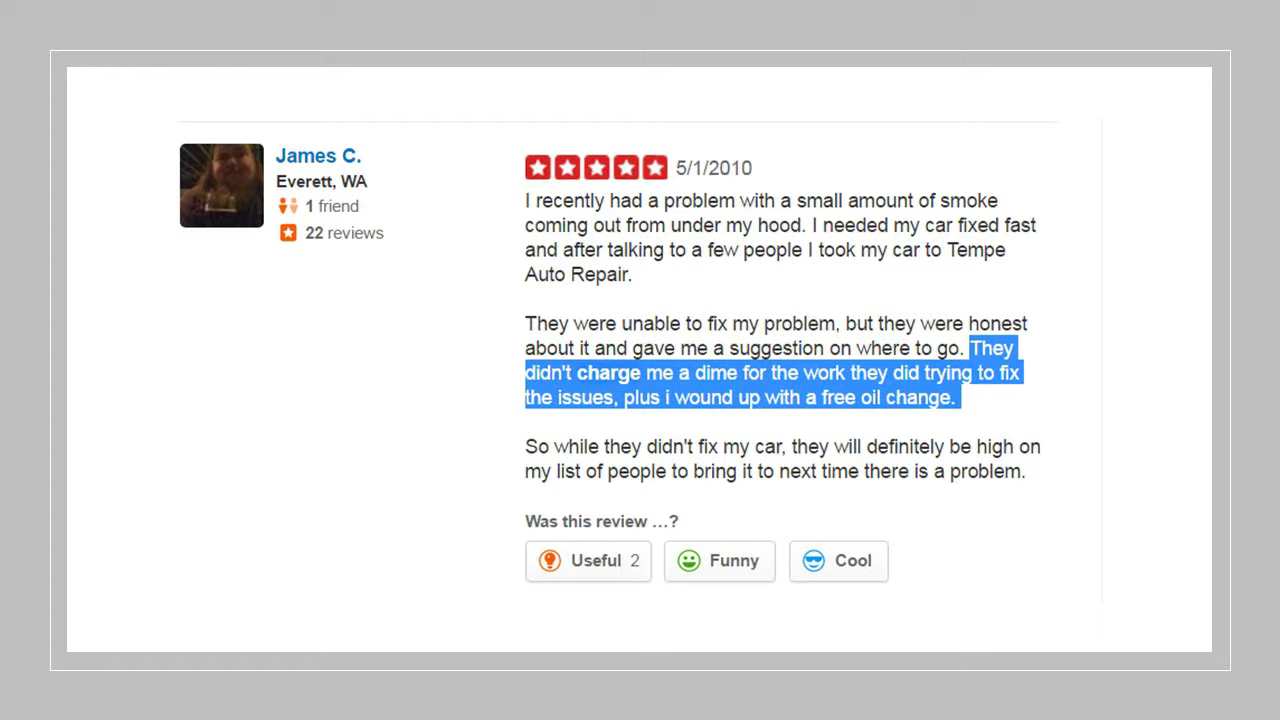 James C.
Everett, WA
1 friend
22 reviews
5/1/2010
I recently had a problem with a small amount of smoke
coming out from under my hood. I needed my car fixed fast
and after talking to a few people I took my car to Tempe
Auto Repair.
They were unable to fix my problem, but they were honest
about it and gave me a suggestion on where to go. They
didn't charge me a dime for the work they did trying to fix
the issues, plus i wound up with a free oil change.
So while they didn't fix my car, they will definitely be high on
my list of people to bring it to next time there is a problem.
Was this review …?
Useful 2
Funny
Cool